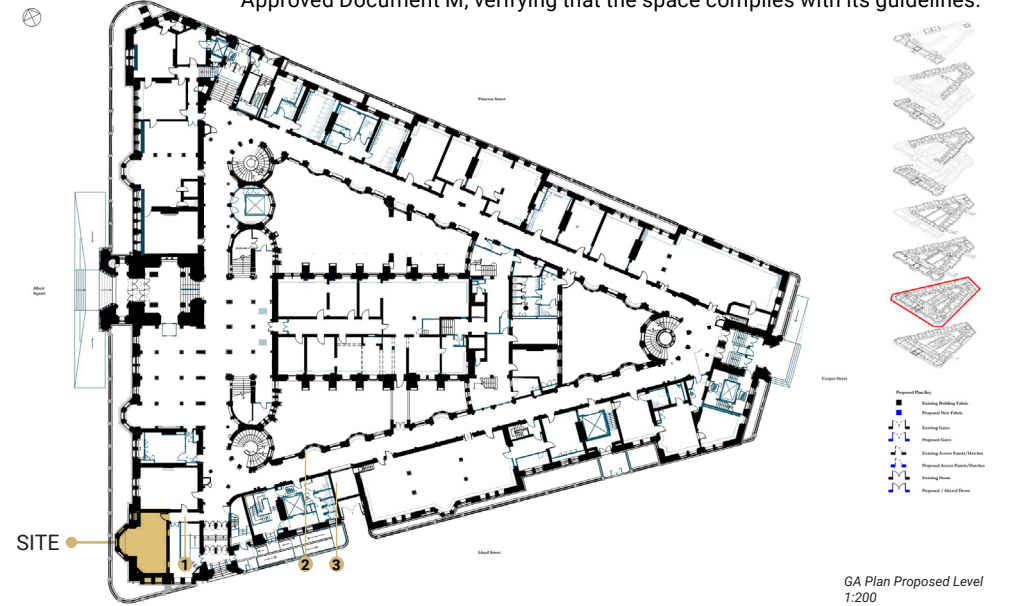 Approved Document M, verifying that the space complies with its guidelines.
Princess Street
Albert
Square
Cooper Street
Proposed Plan Key
Existing Building Fabric
Proposed New Fabric
Existing Gates
Proposed Gates
Existing Access Panels/Hatches
Proposed Access Panels/Hatches
Existing Doors
Proposed / Altered Doors
SITE
1
2
3
Lloyd Street
GA Plan Proposed Level
1:200